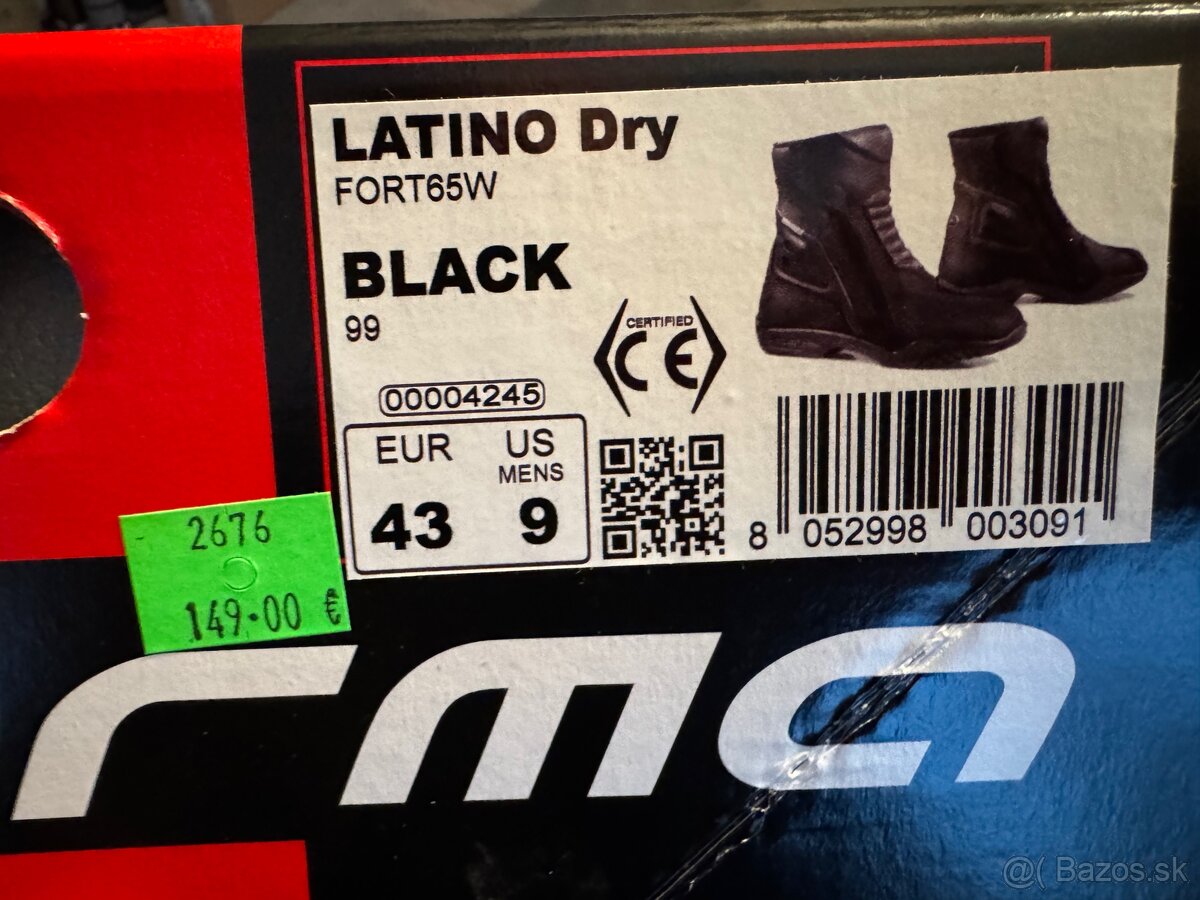 LATINO Dry
FORT65W
BLACK
99
CERTIFIED
CE
00004245
EUR US
MENS
43 9
8 052998 003091
2676
149.00 €
rma
@( Bazos.sk